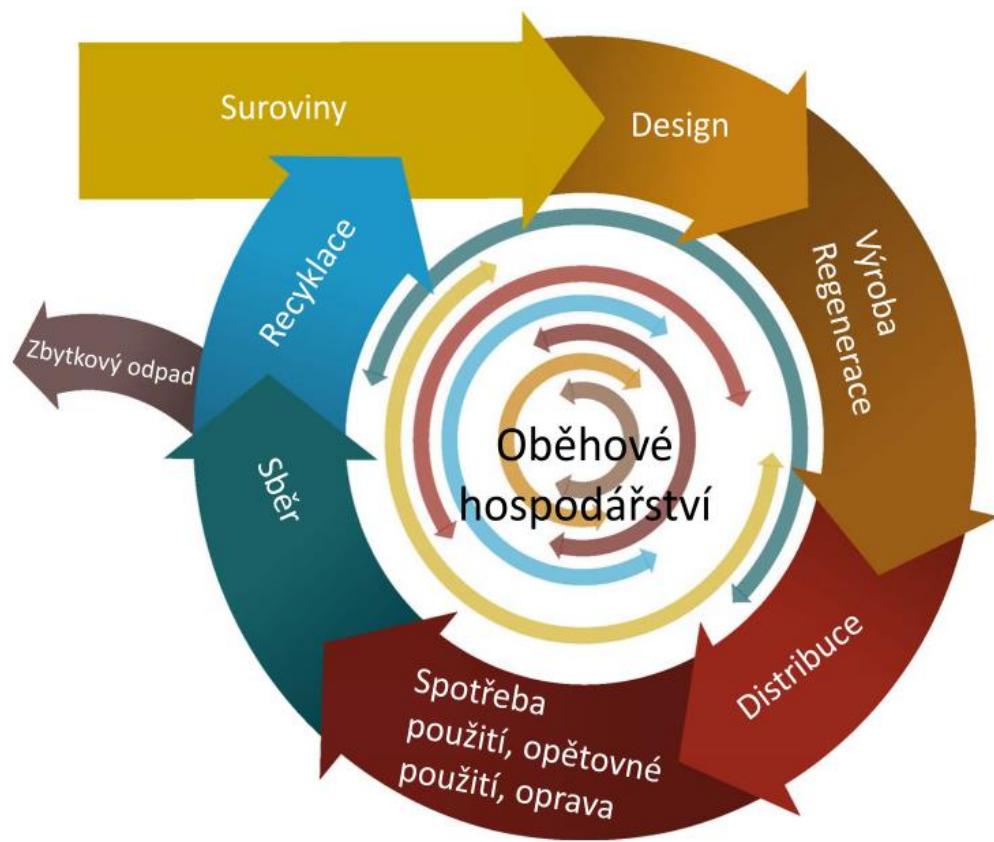 Suroviny
Design
Výroba
Regenerace
Distribuce
Spotřeba
použití, opětovné
použití, oprava
Sběr
Recyklace
Zbytkový odpad
Oběhové
hospodářství